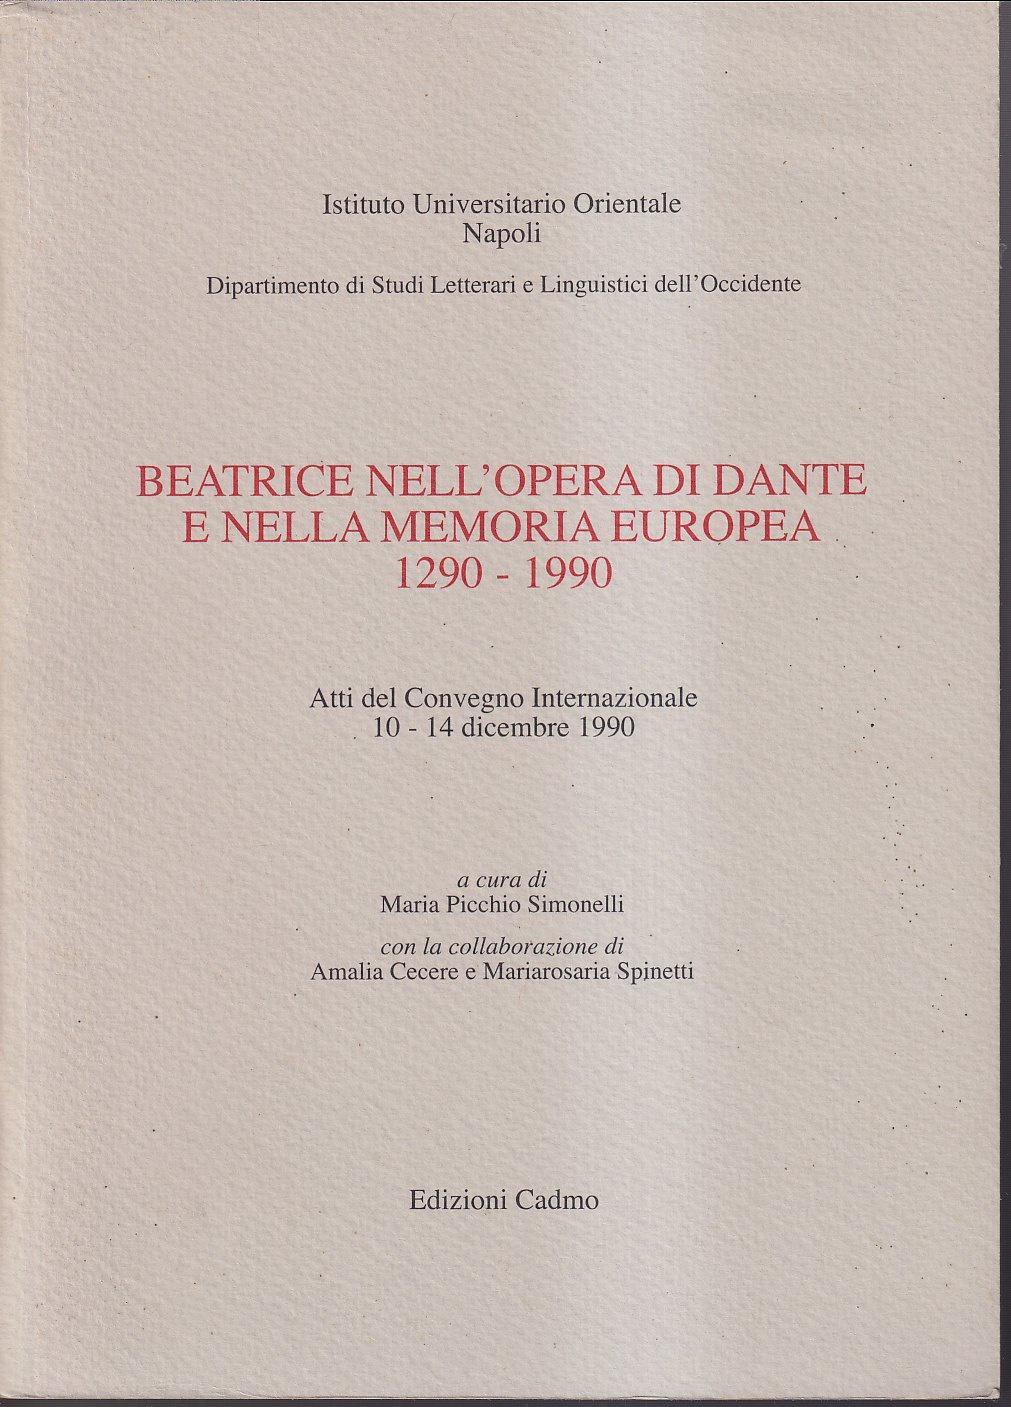 Istituto Universitario Orientale
Napoli
Dipartimento di Studi Letterari e Linguistici dell'Occidente
BEATRICE NELL'OPERA DI DANTE
E NELLA MEMORIA EUROPEA
1290 - 1990
Atti del Convegno Internazionale
10 - 14 dicembre 1990
a cura di
Maria Picchio Simonelli
con la collaborazione di
Amalia Cecere e Mariarosaria Spinetti
Edizioni Cadmo